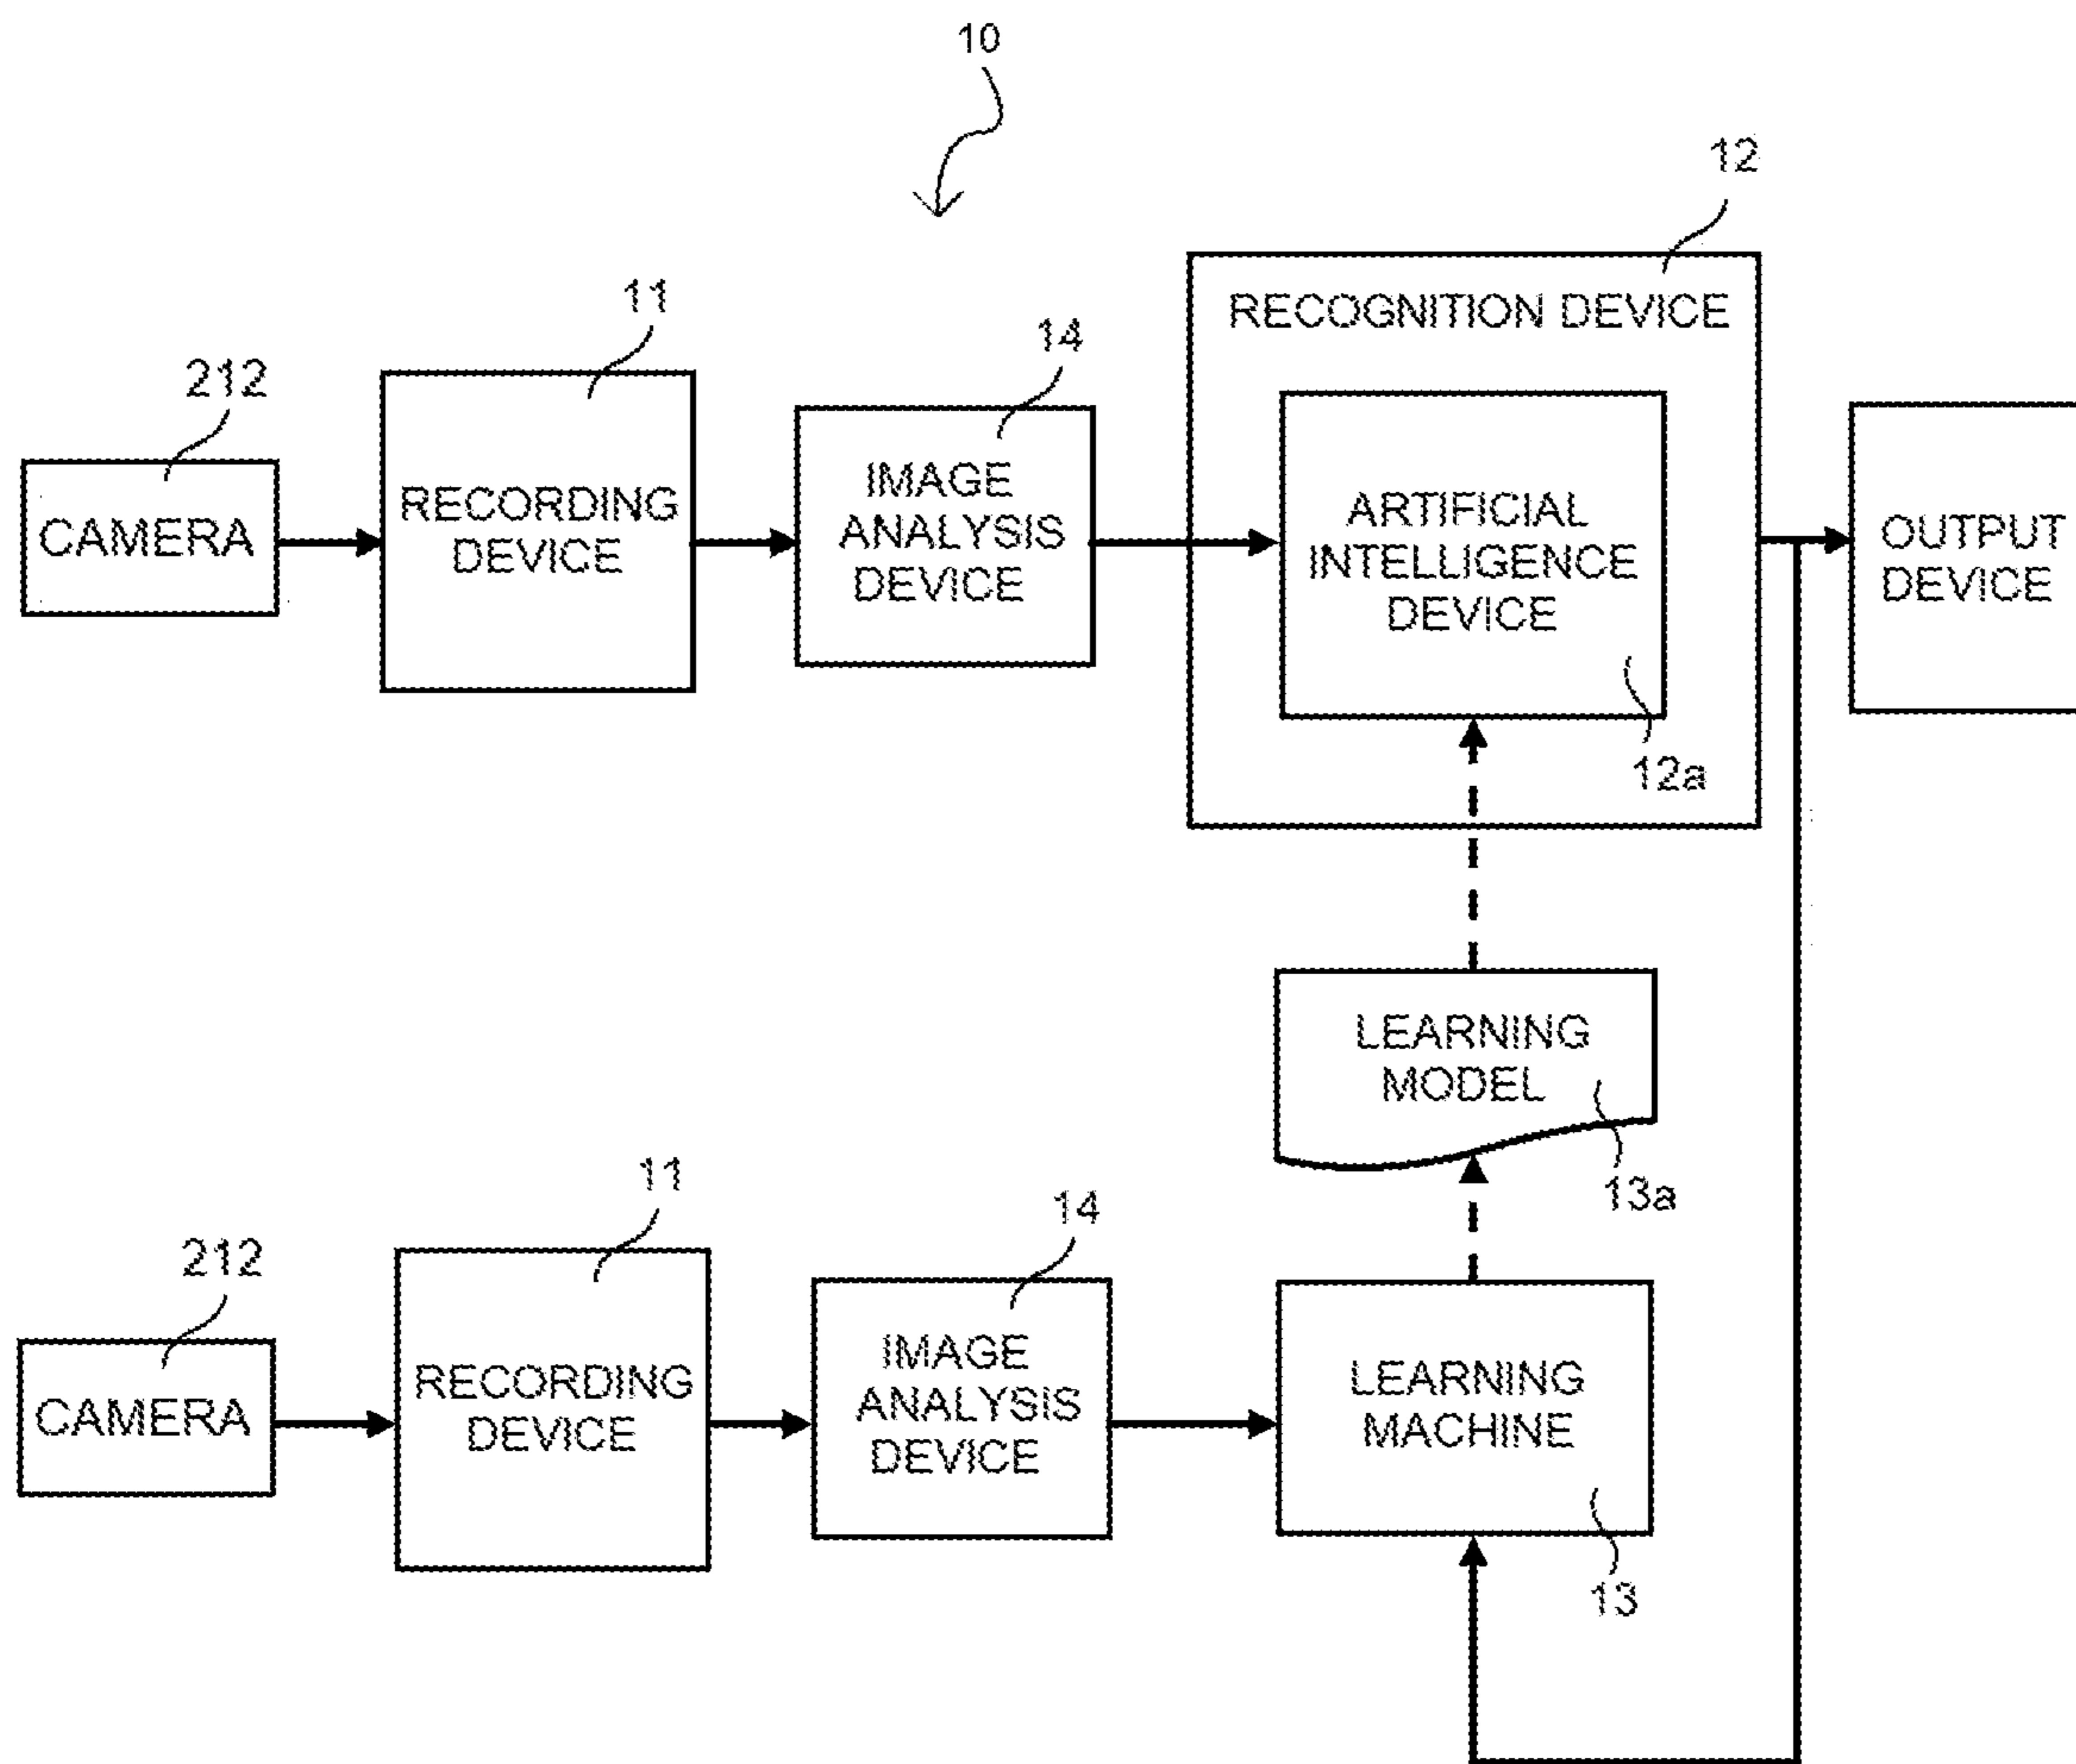 10
12
RECOGNITION DEVICE
11
14
212
CAMERA
RECORDING
DEVICE
IMAGE
ANALYSIS
DEVICE
ARTIFICIAL
INTELLIGENCE
DEVICE
12a
OUTPUT
DEVICE
LEARNING
MODEL
13a
11
14
212
CAMERA
RECORDING
DEVICE
IMAGE
ANALYSIS
DEVICE
LEARNING
MACHINE
13